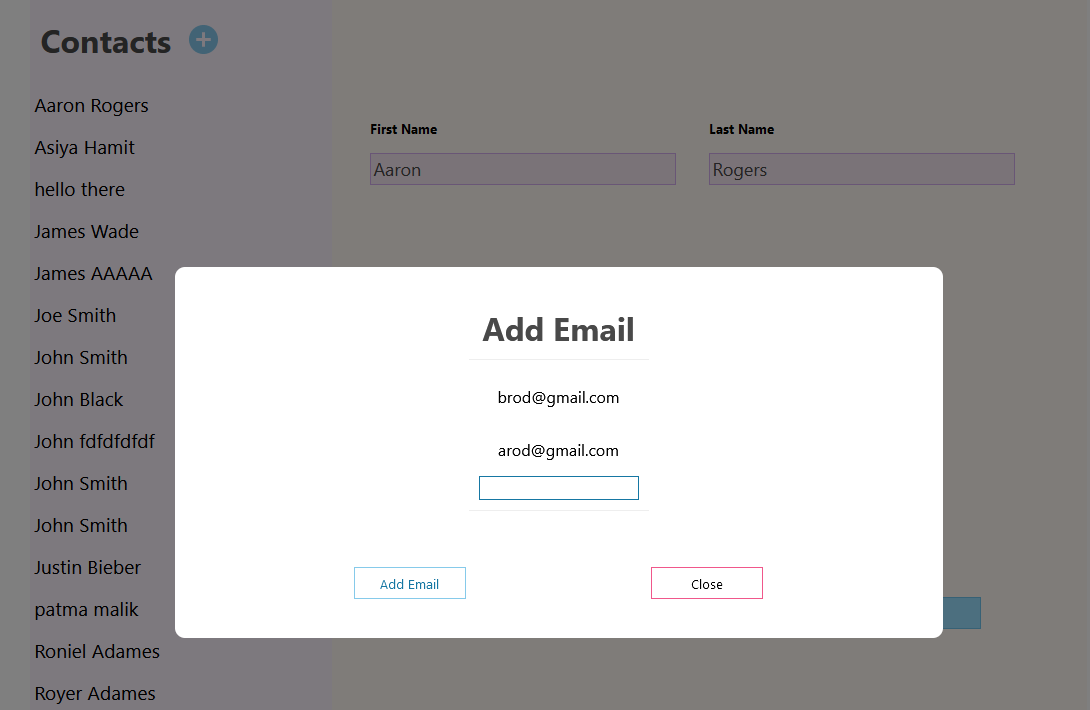 Contacts
Aaron Rogers
Asiya Hamit
hello there
James Wade
James AAAAA
Joe Smith
John Smith
John Black
John fdfdfdfdf
John Smith
John Smith
Justin Bieber
patma malik
Roniel Adames
Royer Adames
First Name
Last Name
Aaron
Rogers
Add Email
brod@gmail.com
arod@gmail.com
Add Email
Close